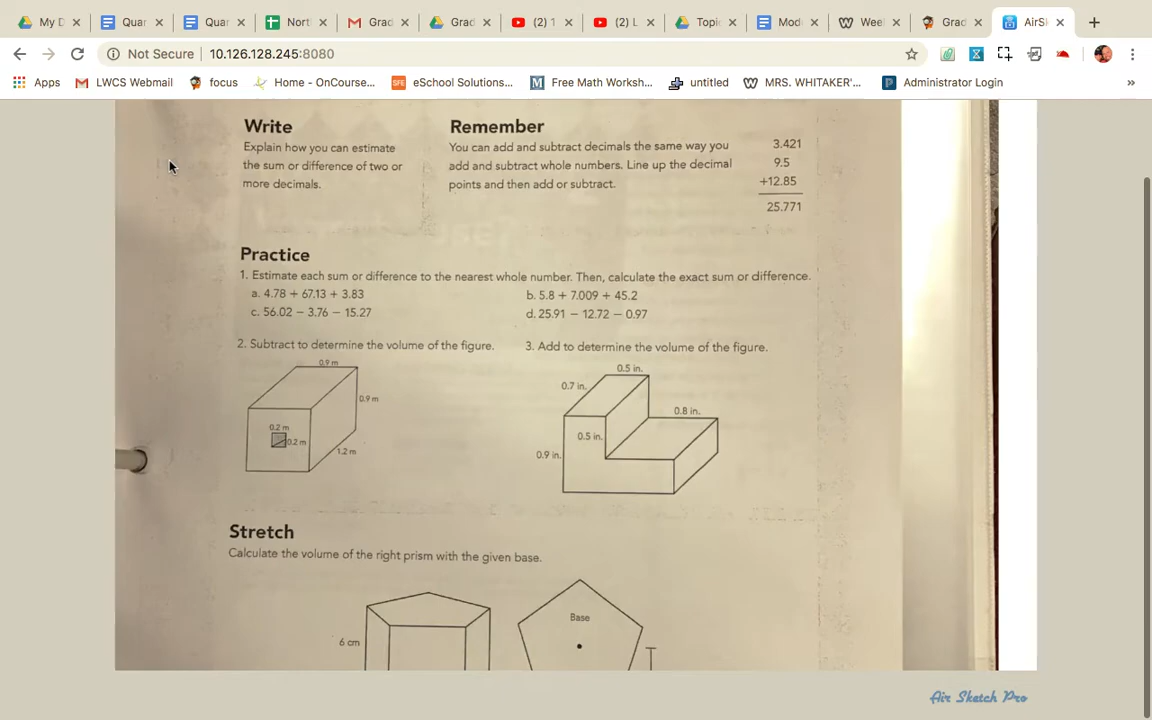 My D
Quar
Quar
Nortl
Grad
Grad
(2) 1
(2) L
Topic
Mod
Wee
Grad
AirSk
Not Secure 10.126.128.245:8080
Apps LWCS Webmail focus Home - OnCourse... eSchool Solutions... Free Math Worksh... untitled MRS. WHITAKER'... Administrator Login »
Write
Explain how you can estimate
the sum or difference of two or
more decimals.
Remember
You can add and subtract decimals the same way you
add and subtract whole numbers. Line up the decimal
points and then add or subtract.
3.421
9.5
+12.85
25.771
Practice
1. Estimate each sum or difference to the nearest whole number. Then, calculate the exact sum or difference.
a. 4.78 + 67.13 + 3.83
b. 5.8 + 7.009 + 45.2
c. 56.02 − 3.76 − 15.27
d. 25.91 − 12.72 − 0.97
2. Subtract to determine the volume of the figure.
0.9 m
0.9 m
0.2 m
0.2 m
1.2 m
3. Add to determine the volume of the figure.
0.5 in.
0.7 in.
0.8 in.
0.5 in.
0.9 in.
Stretch
Calculate the volume of the right prism with the given base.
6 cm
Base
Air Sketch Pro